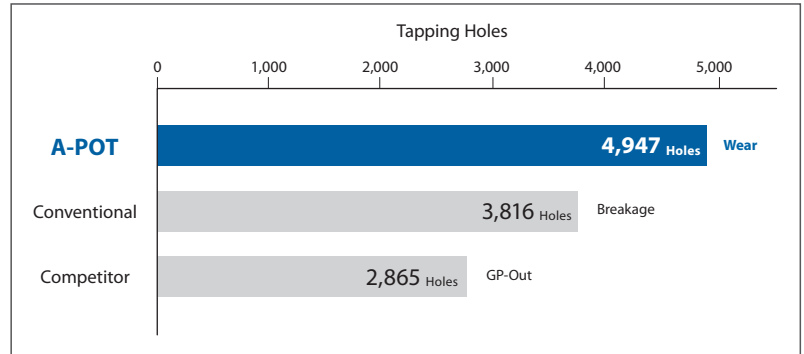 Tapping Holes
0 1,000 2,000 3,000 4,000 5,000
A-POT 4,947 Holes Wear
Conventional 3,816 Holes Breakage
Competitor 2,865 Holes GP-Out